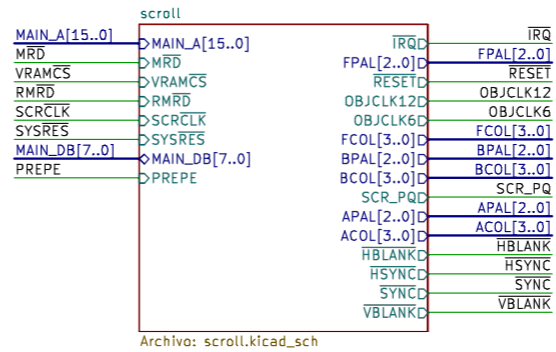 scroll
MAIN_A[15..0] MAIN_A[15..0] IRQ IRQ
MRD MRD FPAL[2..0] FPAL[2..0]
VRAMCS VRAMCS RESET RESET
RMRD RMRD OBJCLK12 OBJCLK12
SCRCLK SCRCLK OBJCLK6 OBJCLK6
SYSRES SYSRES FCOL[3..0] FCOL[3..0]
MAIN_DB[7..0] MAIN_DB[7..0] BPAL[2..0] BPAL[2..0]
PREPE PREPE BCOL[3..0] BCOL[3..0]
SCR_PQ SCR_PQ
APAL[2..0] APAL[2..0]
ACOL[3..0] ACOL[3..0]
HBLANK HBLANK
HSYNC HSYNC
SYNC SYNC
VBLANK VBLANK
Archivo: scroll.kicad_sch